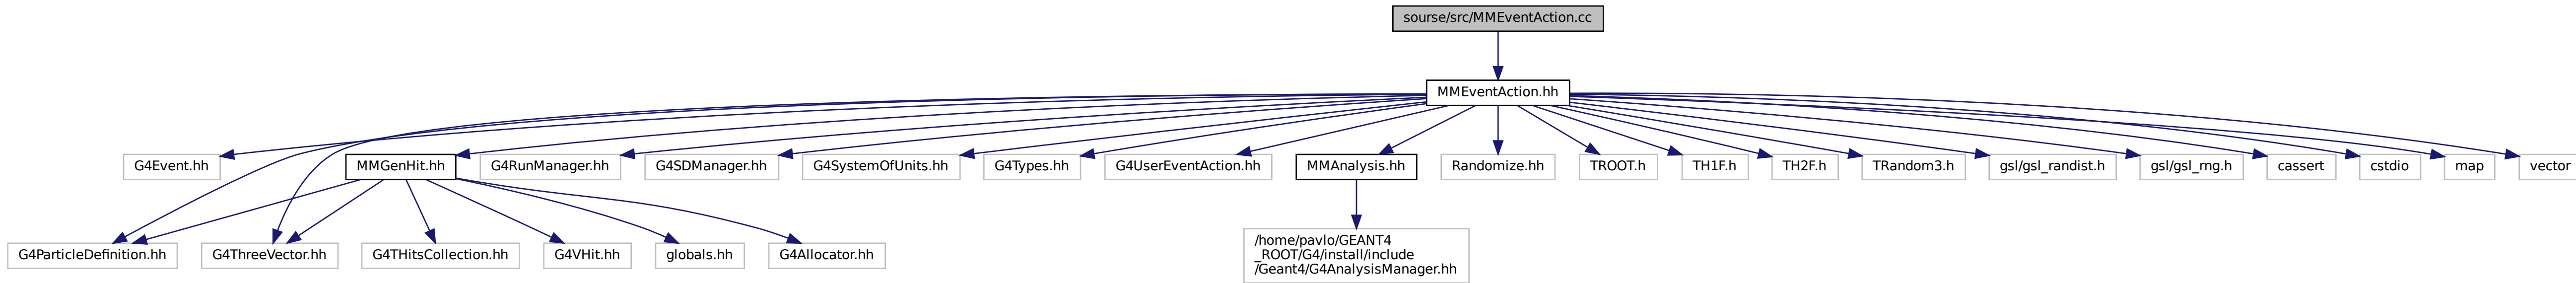 sourse/src/MMEventAction.cc
MMEventAction.hh
G4Event.hh
MMGenHit.hh
G4RunManager.hh
G4SDManager.hh
G4SystemOfUnits.hh
G4Types.hh
G4UserEventAction.hh
MMAnalysis.hh
Randomize.hh
TROOT.h
TH1F.h
TH2F.h
TRandom3.h
gsl/gsl_randist.h
gsl/gsl_rng.h
cassert
cstdio
map
vector
G4ParticleDefinition.hh
G4ThreeVector.hh
G4THitsCollection.hh
G4VHit.hh
globals.hh
G4Allocator.hh
/home/pavlo/GEANT4
_ROOT/G4/install/include
/Geant4/G4AnalysisManager.hh